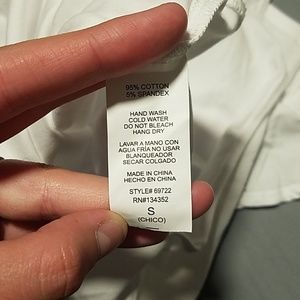 95% COTTON
5% SPANDEX
HAND WASH
COLD WATER
DO NOT BLEACH
HANG DRY
LAVAR A MANO CON
AGUA FRIA NO USAR
BLANQUEADOR
SECAR COLGADO
MADE IN CHINA
HECHO EN CHINA
STYLE# 69722
RN#134352
S
(CHICO)